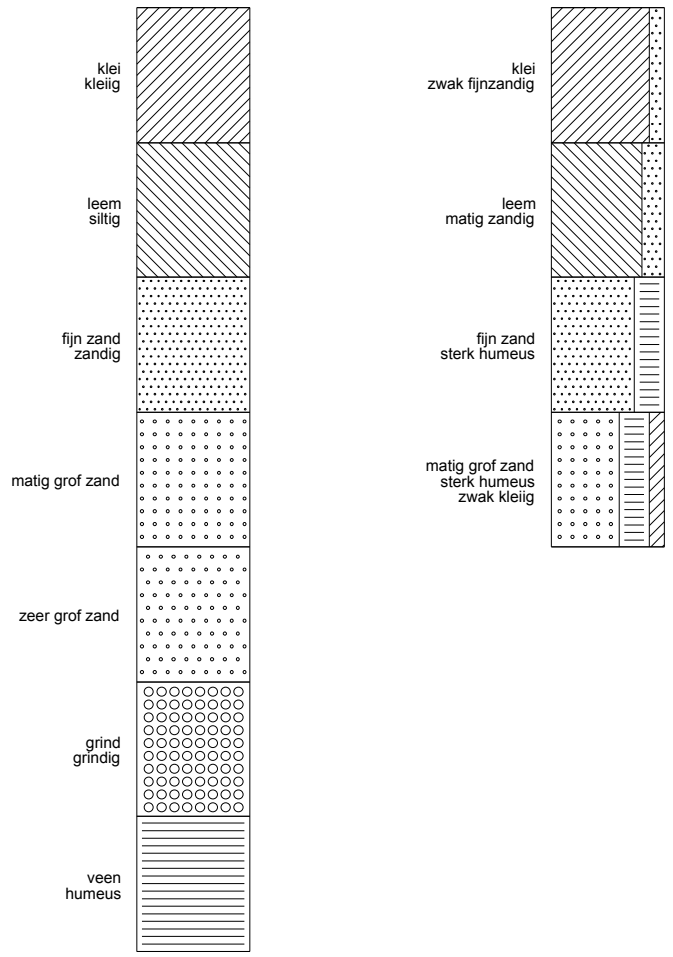 klei
kleiig
leem
siltig
fijn zand
zandig
matig grof zand
zeer grof zand
grind
grindig
veen
humeus
klei
zwak fijnzandig
leem
matig zandig
fijn zand
sterk humeus
matig grof zand
sterk humeus
zwak kleiig